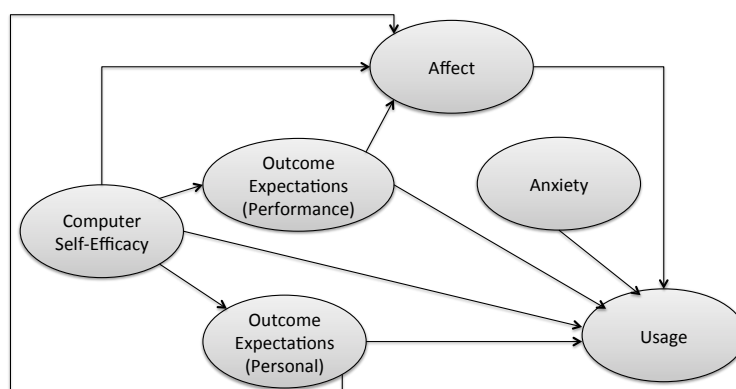 Affect
Outcome
Expectations
(Performance)
Anxiety
Computer
Self-Efficacy
Outcome
Expectations
(Personal)
Usage